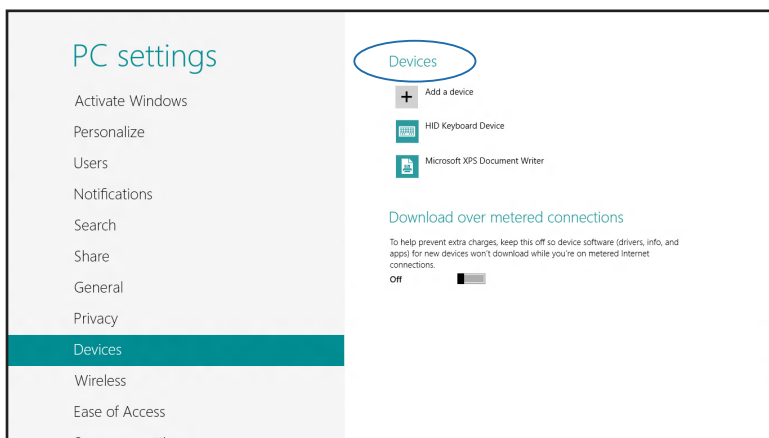 PC settings
Activate Windows
Personalize
Users
Notifications
Search
Share
General
Privacy
Devices
Wireless
Ease of Access
Devices
Add a device
HID Keyboard Device
Microsoft XPS Document Writer
Download over metered connections
To help prevent extra charges, keep this off so device software (drivers, info, and
apps) for new devices won't download while you're on metered Internet
connections.
Off